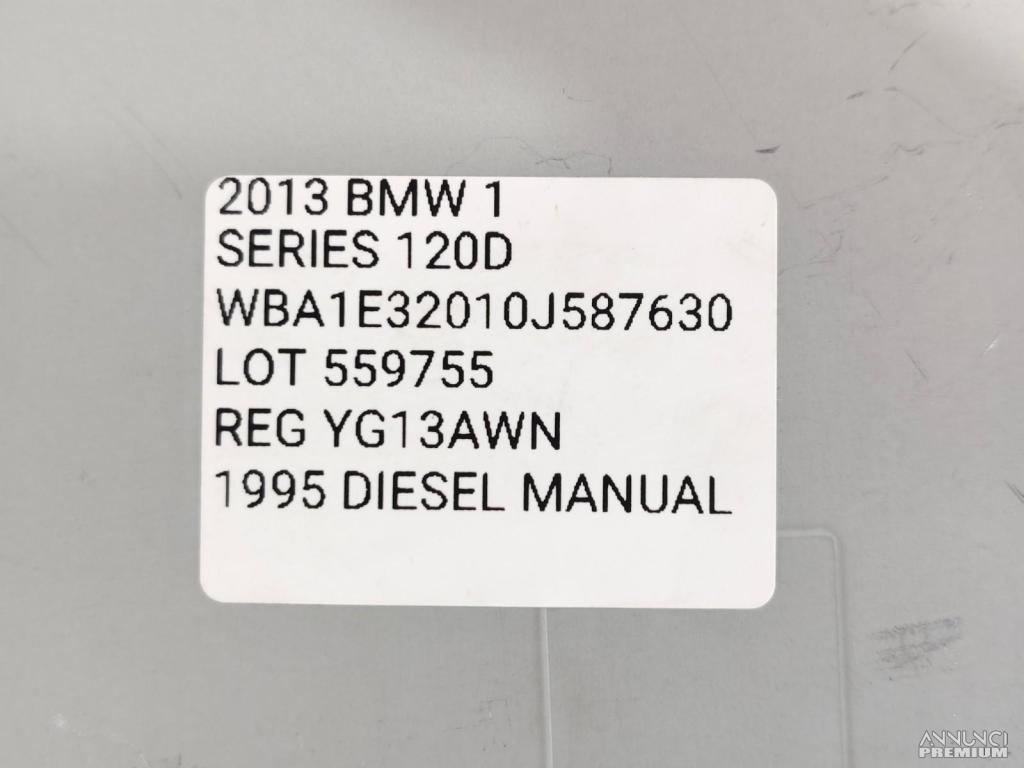 2013 BMW 1
SERIES 120D
WBA1E32010J587630
LOT 559755
REG YG13AWN
1995 DIESEL MANUAL
ANNUNCI
PREMIUM